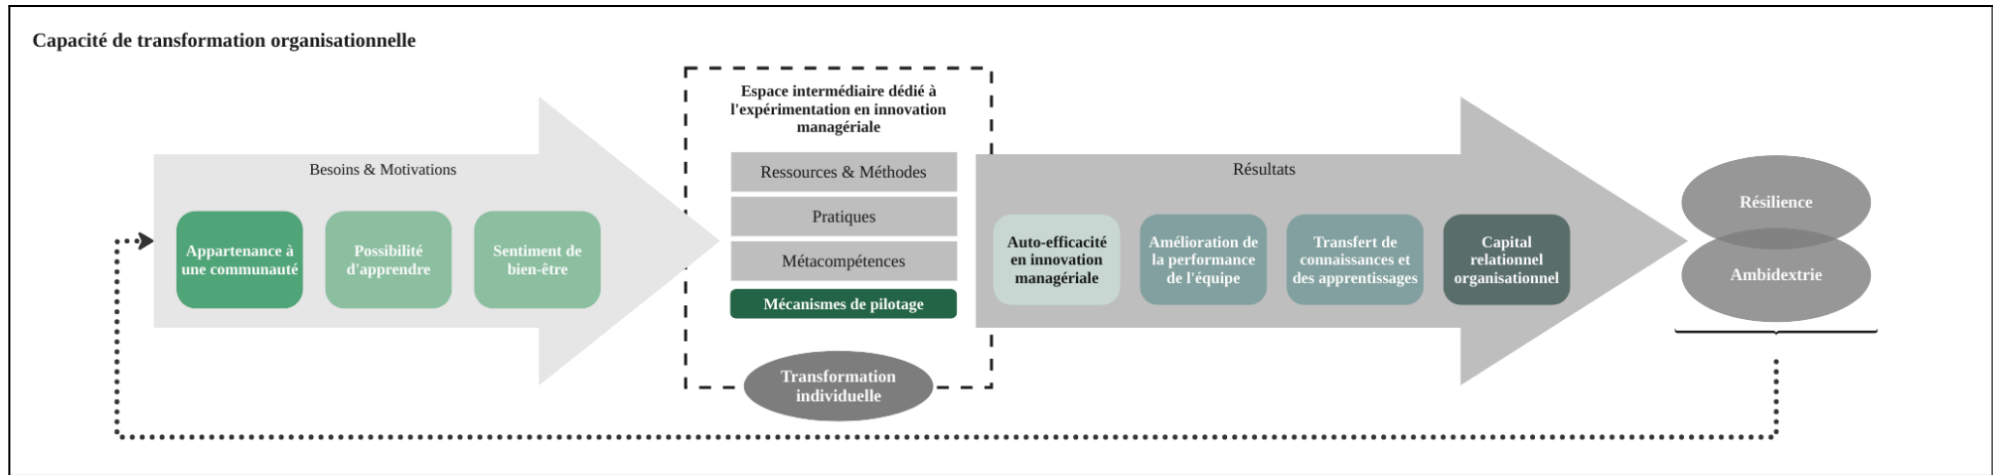 Capacité de transformation organisationnelle
Besoins & Motivations
Appartenance à
une communauté
Possibilité
d'apprendre
Sentiment de
bien-être
Espace intermédiaire dédié à
l'expérimentation en innovation
managériale
Ressources & Méthodes
Pratiques
Métacompétences
Mécanismes de pilotage
Transformation
individuelle
Résultats
Auto-efficacité
en innovation
managériale
Amélioration de
la performance
de l'équipe
Transfert de
connaissances et
des apprentissages
Capital
relationnel
organisationnel
Résilience
Ambidextrie